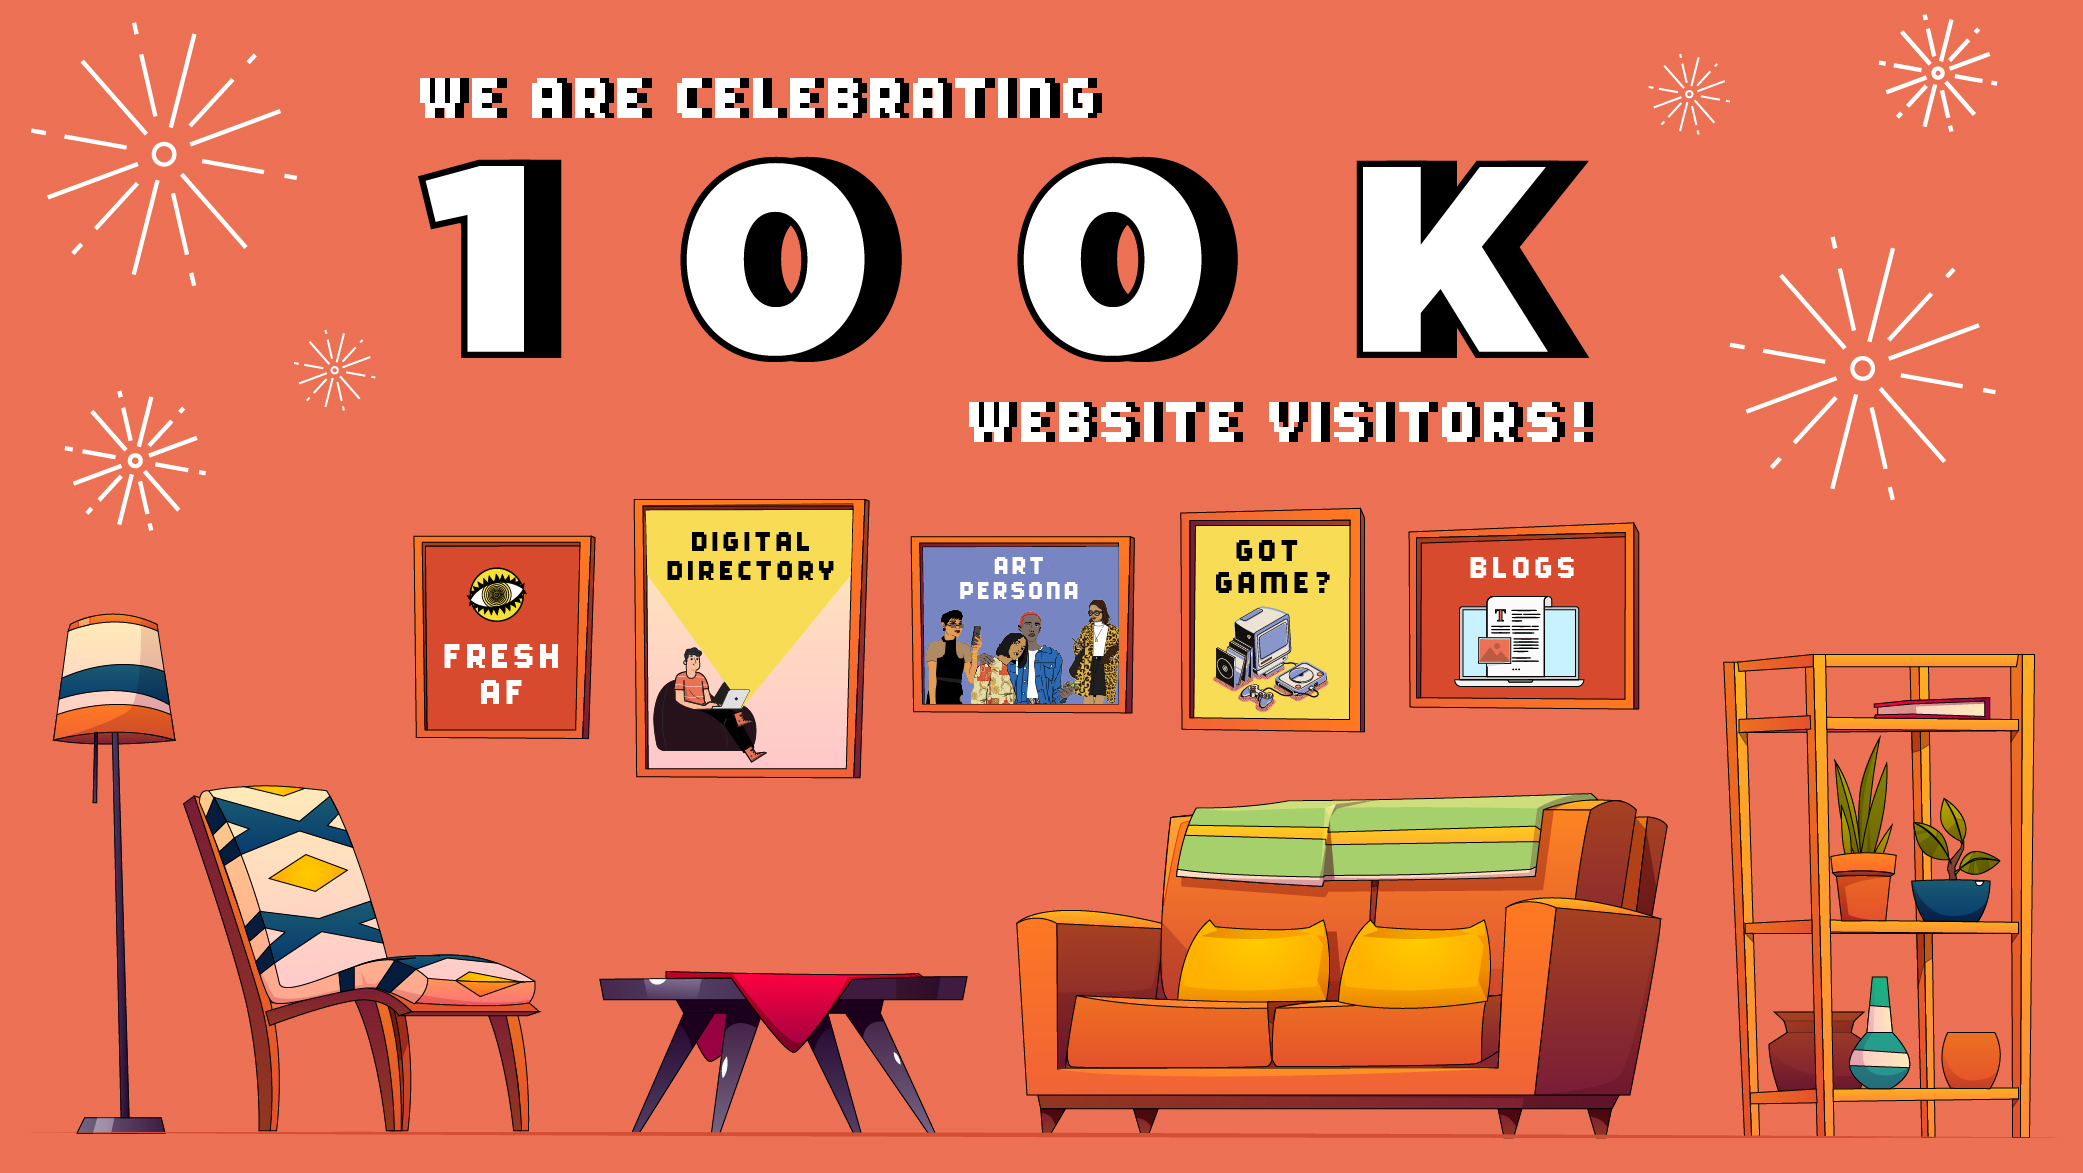 WE ARE CELEBRATING
100K
WEBSITE VISITORS!
FRESH
AF
DIGITAL
DIRECTORY
ART
PERSONA
GOT
GAME?
BLOGS
T